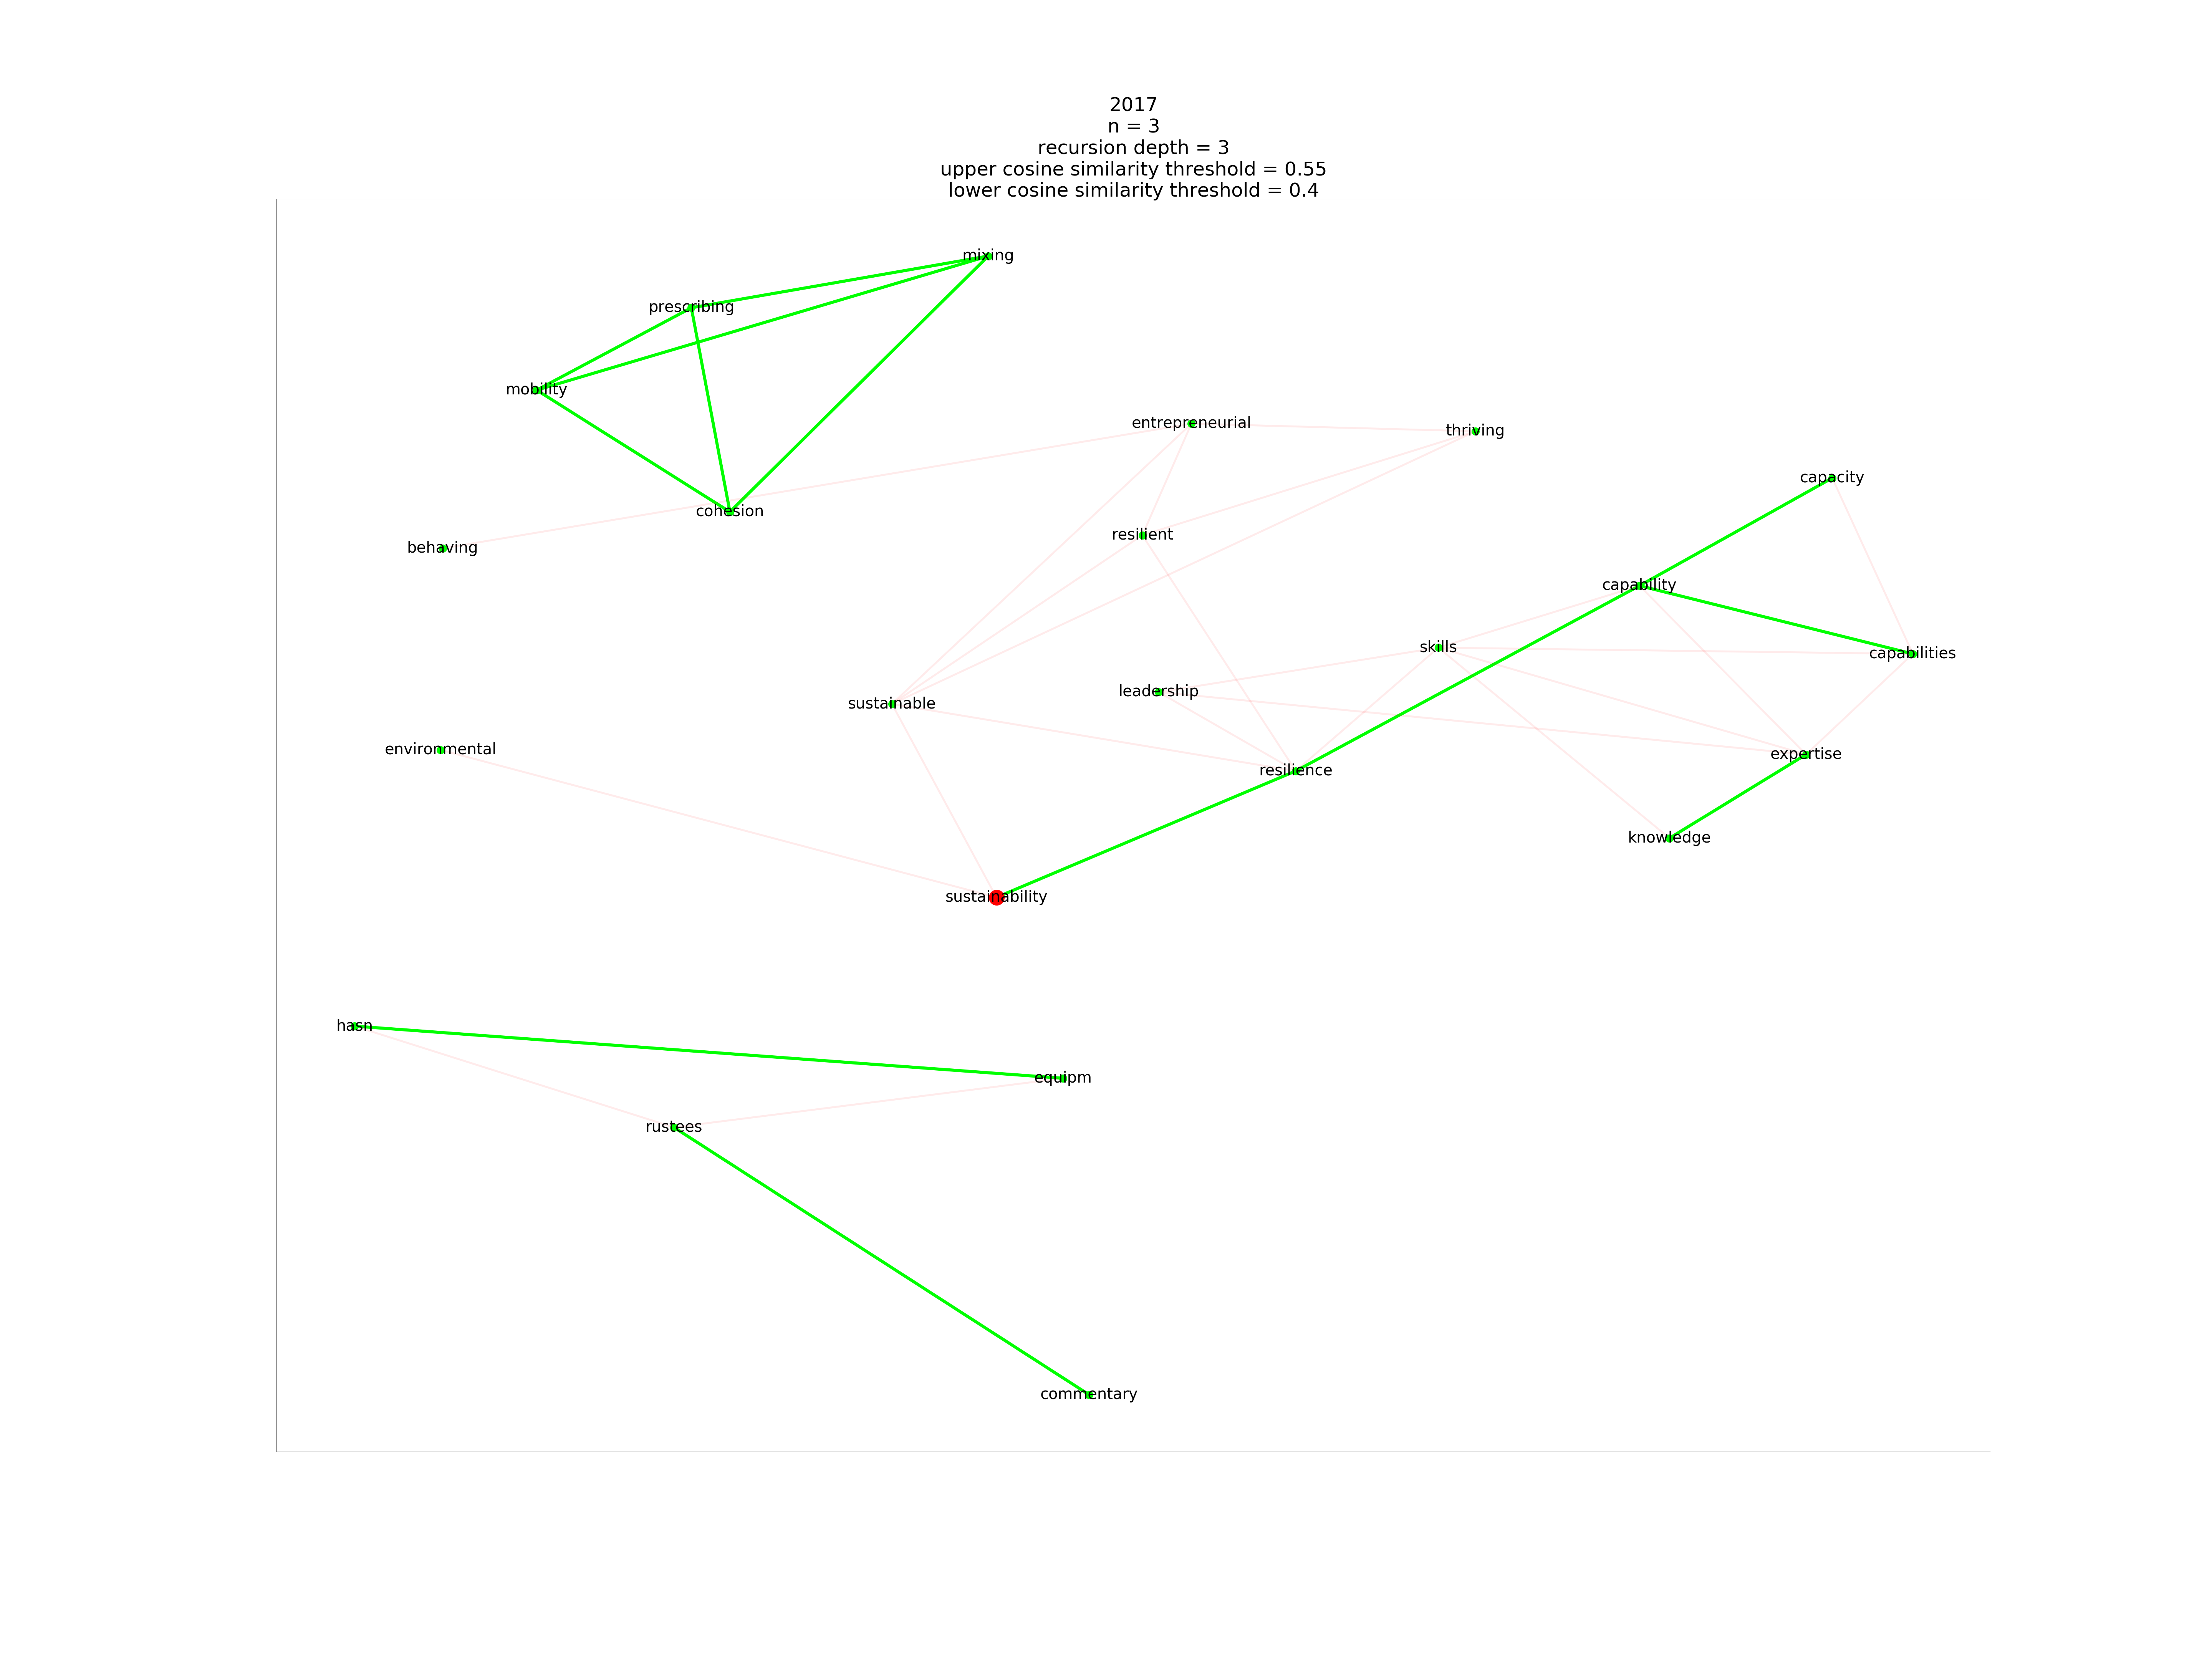 2017
n = 3
recursion depth = 3
upper cosine similarity threshold = 0.55
lower cosine similarity threshold = 0.4
mixing
prescribing
mobility
entrepreneurial
thriving
capacity
cohesion
resilient
behaving
capability
skills
capabilities
leadership
sustainable
environmental
expertise
resilience
knowledge
sustainability
hasn
equipm
rustees
commentary